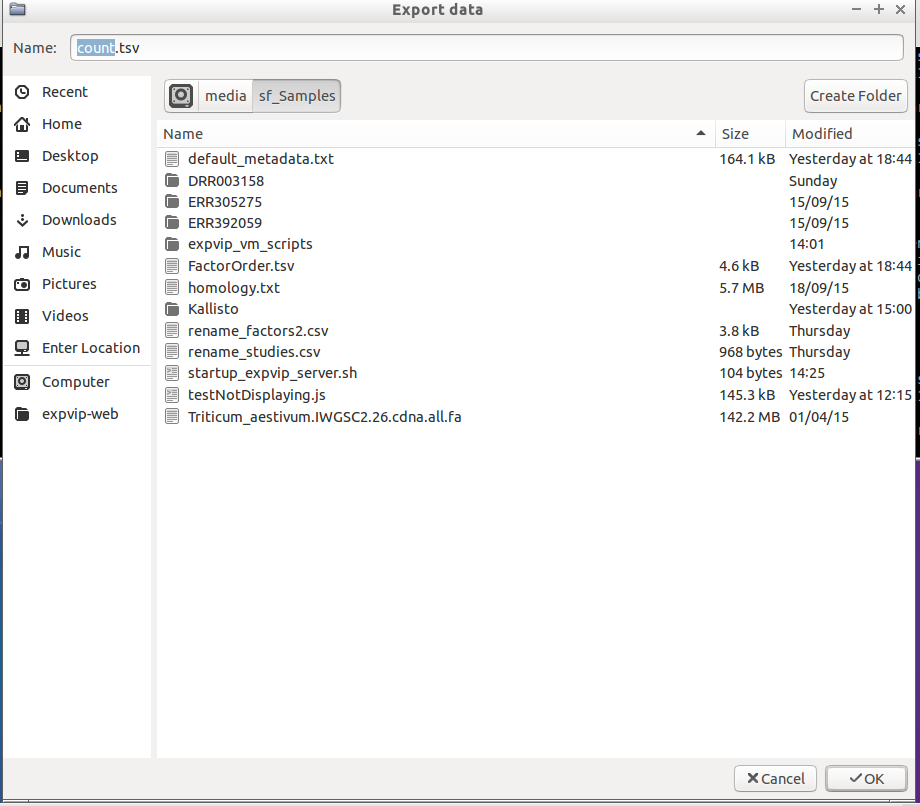 Export data
Name: count.tsv
Recent
Home
Desktop
Documents
Downloads
Music
Pictures
Videos
Enter Location
Computer
expvip-web
media sf_Samples Create Folder
Name Size Modified
default_metadata.txt 164.1 kB Yesterday at 18:44
DRR003158 Sunday
ERR305275 15/09/15
ERR392059 15/09/15
expvip_vm_scripts 14:01
FactorOrder.tsv 4.6 kB Yesterday at 18:44
homology.txt 5.7 MB 18/09/15
Kallisto Yesterday at 15:00
rename_factors2.csv 3.8 kB Thursday
rename_studies.csv 968 bytes Thursday
startup_expvip_server.sh 104 bytes 14:25
testNotDisplaying.js 145.3 kB Yesterday at 12:15
Triticum_aestivum.IWGSC2.26.cdna.all.fa 142.2 MB 01/04/15
Cancel OK